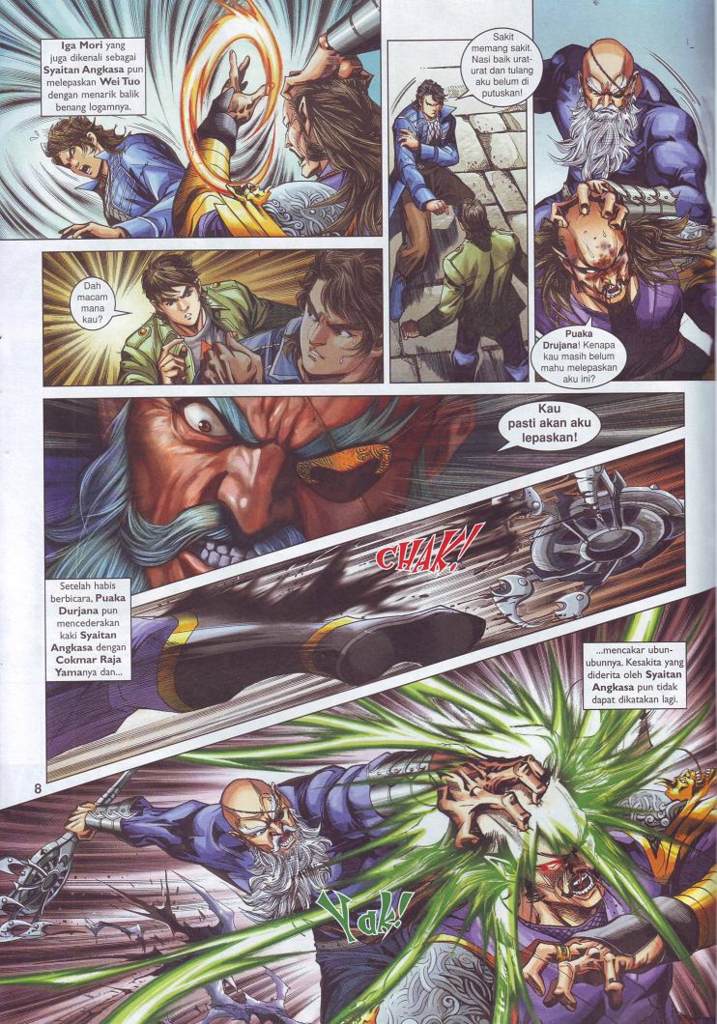 Iga Mori yang
juga dikenali sebagai
Syaitan Angkasa pun
melepaskan Wei Tuo
dengan menarik balik
benang logamnya.
Sakit
memang sakit.
Nasi baik urat-
urat dan tulang
aku belum di
putuskan!
Dah
macam
mana
kau?
Puaka
Drujana! Kenapa
kau masih belum
mahu melepaskan
aku ini?
Kau
pasti akan aku
lepaskan!
CHAK!
Setelah habis
berbicara, Puaka
Durjana pun
mencederakan
kaki Syaitan
Angkasa dengan
Cokmar Raja
Yamanya dan...
...mencakar ubun-
ubunnya. Kesakita yang
diderita oleh Syaitan
Angkasa pun tidak
dapat dikatakan lagi.
8
Yak!